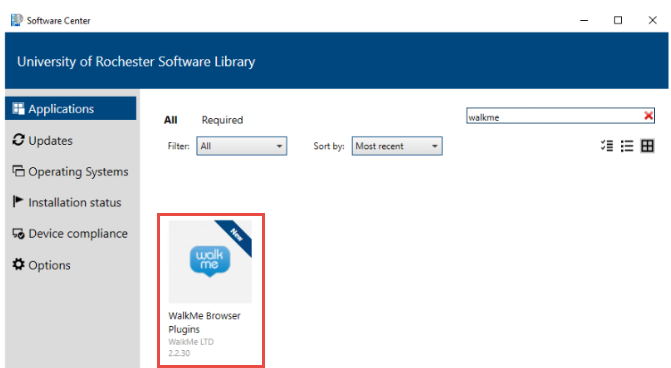 Software Center
University of Rochester Software Library
Applications
Updates
Operating Systems
Installation status
Device compliance
Options
All Required
walkme
Filter: All Sort by: Most recent
New
walk
me
WalkMe Browser
Plugins
WalkMe LTD
2.2.30